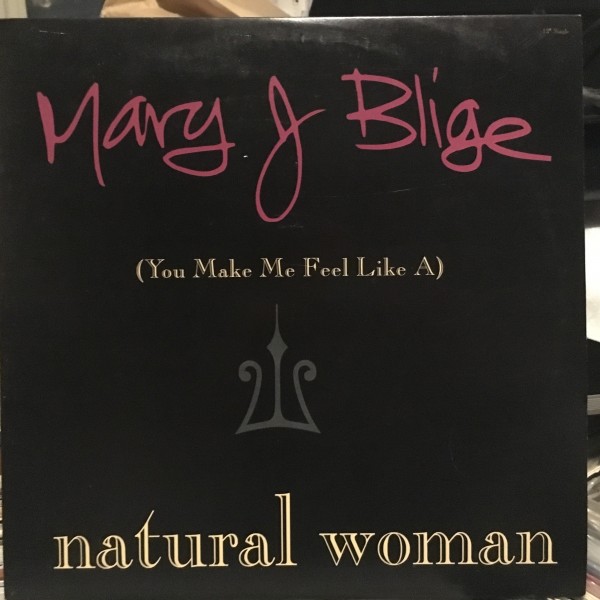 Mary J Blige
(You Make Me Feel Like A)
natural woman